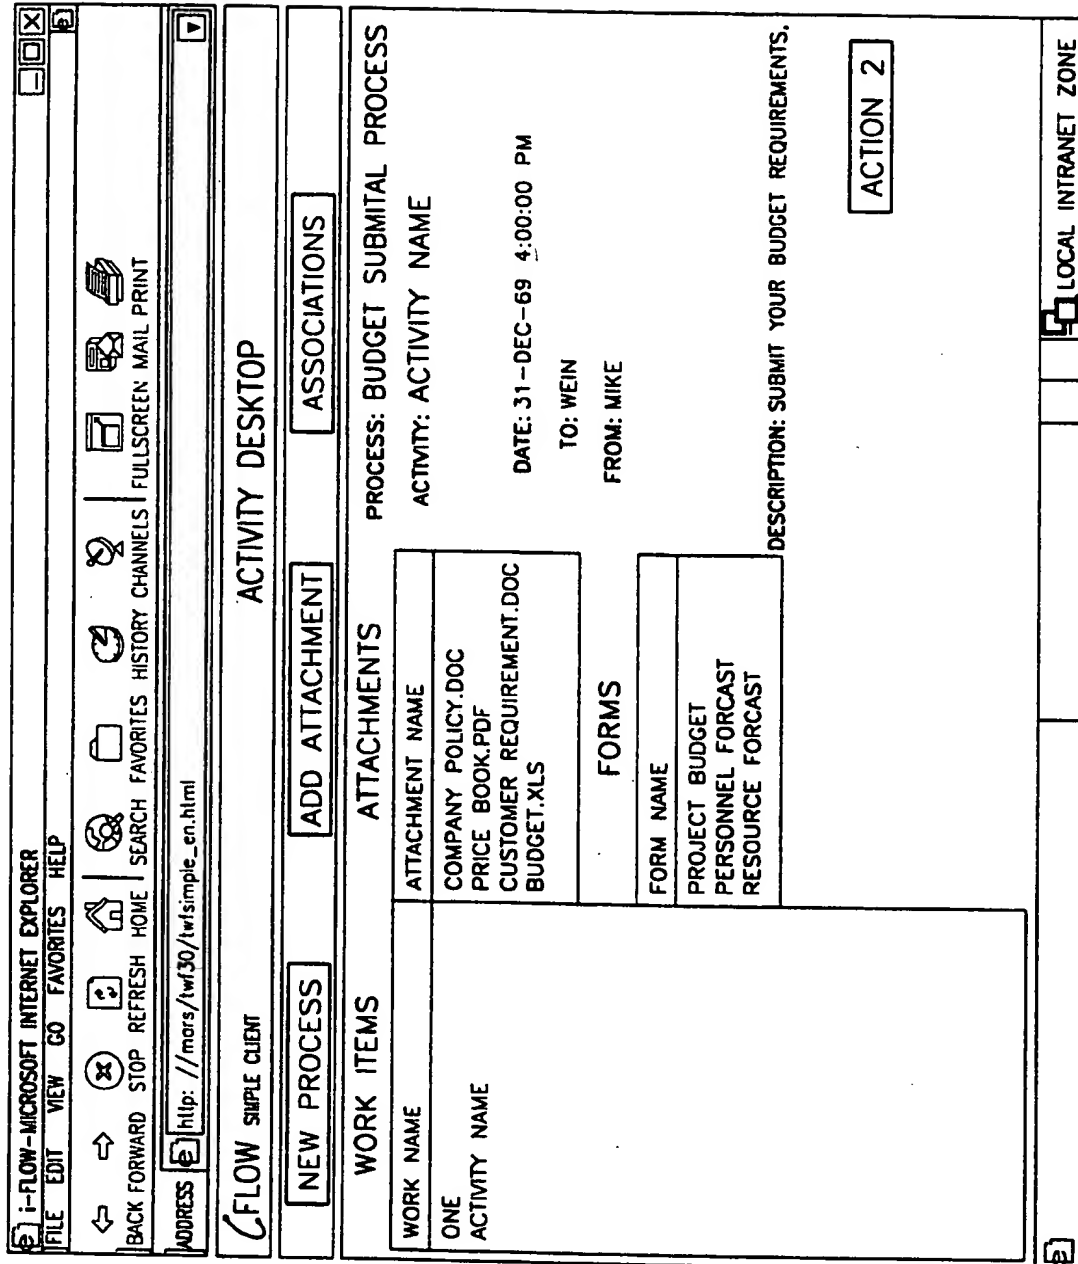 i-FLOW-MICROSOFT INTERNET EXPLORER
FILE EDIT VIEW GO FAVORITES HELP
BACK FORWARD STOP REFRESH HOME SEARCH FAVORITES HISTORY CHANNELS FULLSCREEN MAIL PRINT
ADDRESS http: //mars/twf30/twfsimple_en.html
FLOW SIMPLE CLIENT
ACTIVITY DESKTOP
NEW PROCESS
ADD ATTACHMENT
ASSOCIATIONS
WORK ITEMS
WORK NAME
ONE
ACTIVITY NAME
ATTACHMENTS
ATTACHMENT NAME
COMPANY POLICY.DOC
PRICE BOOK.PDF
CUSTOMER REQUIREMENT.DOC
BUDGET.XLS
FORMS
FORM NAME
PROJECT BUDGET
PERSONNEL FORCAST
RESOURCE FORCAST
PROCESS: BUDGET SUBMITAL PROCESS
ACTIVITY: ACTIVITY NAME
DATE: 31-DEC-69 4:00:00 PM
TO: WEIN
FROM: MIKE
DESCRIPTION: SUBMIT YOUR BUDGET REQUIREMENTS.
ACTION 2
LOCAL INTRANET ZONE